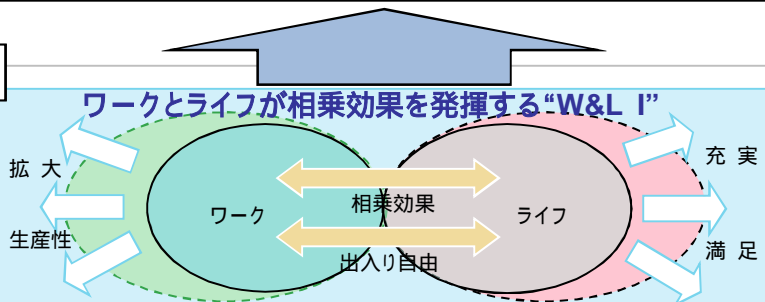 ワークとライフが相乗効果を発揮する“W&L I”
拡 大
生産性
ワーク
相乗効果
出入り自由
ライフ
充 実
満 足